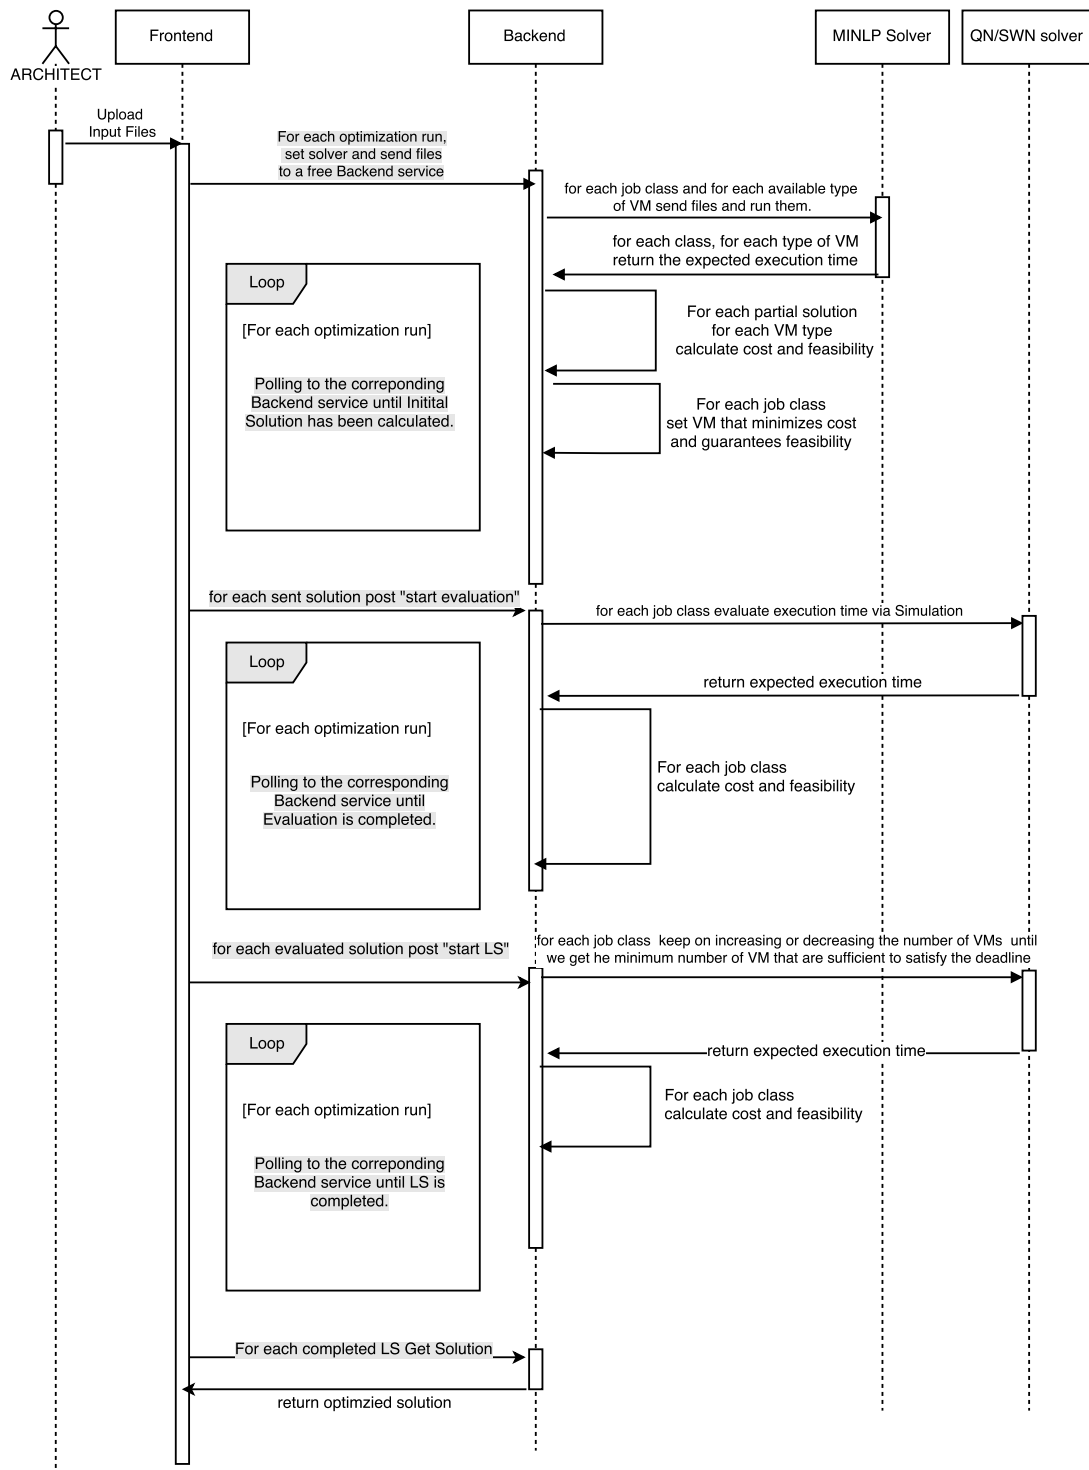 Frontend
Backend
MINLP Solver
QN/SWN solver
ARCHITECT
Upload
Input Files
For each optimization run,
set solver and send files
to a free Backend service
for each job class and for each available type
of VM send files and run them.
for each class, for each type of VM
return the expected execution time
Loop
[For each optimization run]
Polling to the correponding
Backend service until Initital
Solution has been calculated.
For each partial solution
for each VM type
calculate cost and feasibility
For each job class
set VM that minimizes cost
and guarantees feasibility
for each sent solution post "start evaluation"
for each job class evaluate execution time via Simulation
Loop
return expected execution time
[For each optimization run]
Polling to the corresponding
Backend service until
Evaluation is completed.
For each job class
calculate cost and feasibility
for each evaluated solution post "start LS"
for each job class keep on increasing or decreasing the number of VMs until
we get he minimum number of VM that are sufficient to satisfy the deadline
Loop
return expected execution time
[For each optimization run]
Polling to the correponding
Backend service until LS is
completed.
For each job class
calculate cost and feasibility
For each completed LS Get Solution
return optimzied solution